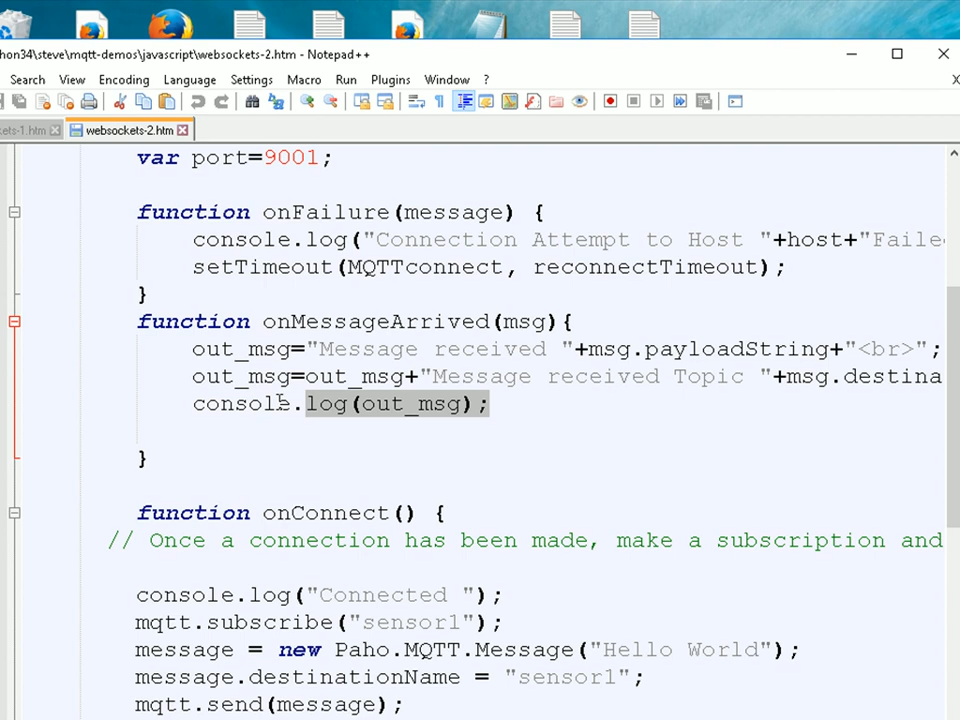 hon34\steve\mqtt-demos\javascript\websockets-2.htm - Notepad++
Search View Encoding Language Settings Macro Run Plugins Window ?
ets-1.htm websockets-2.htm
var port=9001;
function onFailure(message) {
console.log("Connection Attempt to Host "+host+"Faile
setTimeout(MQTTconnect, reconnectTimeout);
}
function onMessageArrived(msg){
out_msg="Message received "+msg.payloadString+"<br>";
out_msg=out_msg+"Message received Topic "+msg.destina
console.log(out_msg);
}
function onConnect() {
// Once a connection has been made, make a subscription and
console.log("Connected ");
mqtt.subscribe("sensor1");
message = new Paho.MQTT.Message("Hello World");
message.destinationName = "sensor1";
mqtt.send(message);